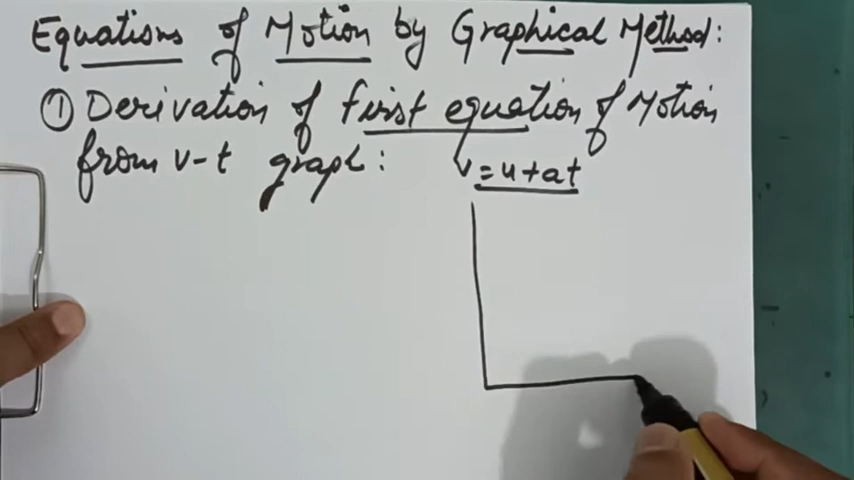 Equations of Motion by Graphical Method:
① Derivation of first equation of Motion
from v-t graph:
v = u + at